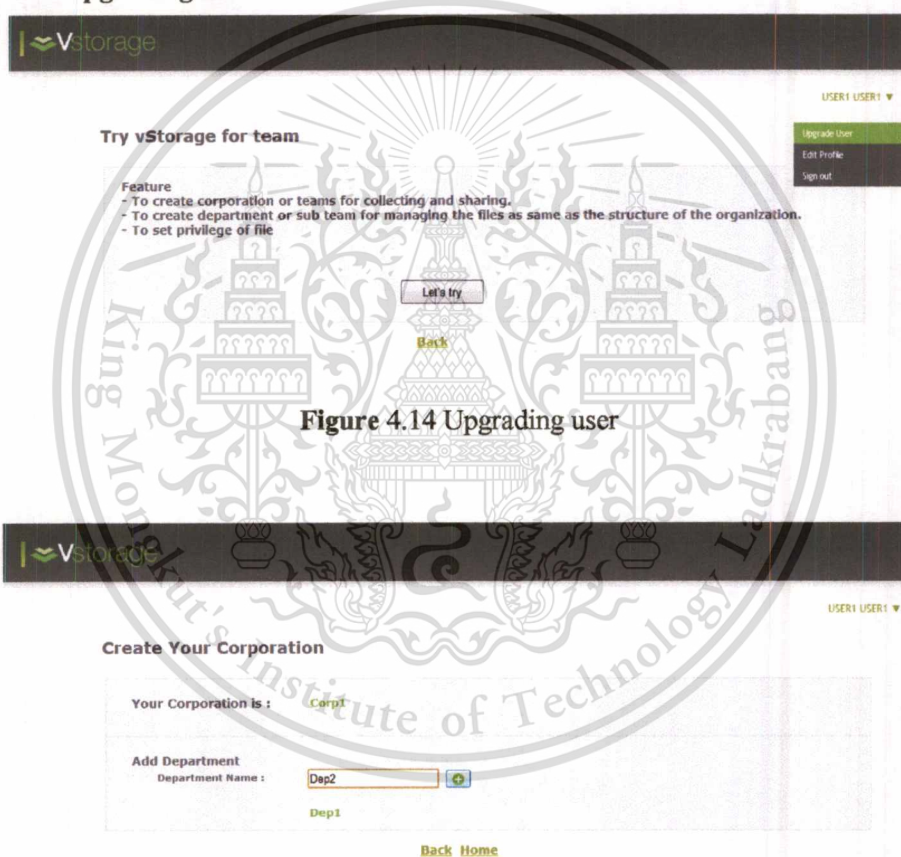 Vstorage
USER1 USER1 ▼
Upgrade User
Edit Profile
Sign out
Try vStorage for team
Feature
- To create corporation or teams for collecting and sharing.
- To create department or sub team for managing the files as same as the structure of the organization.
- To set privilege of file
Let's try
Back
Figure 4.14 Upgrading user
King Mongkut's Institute of Technology Ladkrabang
Vstorage
USER1 USER1 ▼
Create Your Corporation
Your Corporation is : Corp1
Add Department
Department Name : Dep2
Dep1
Back Home